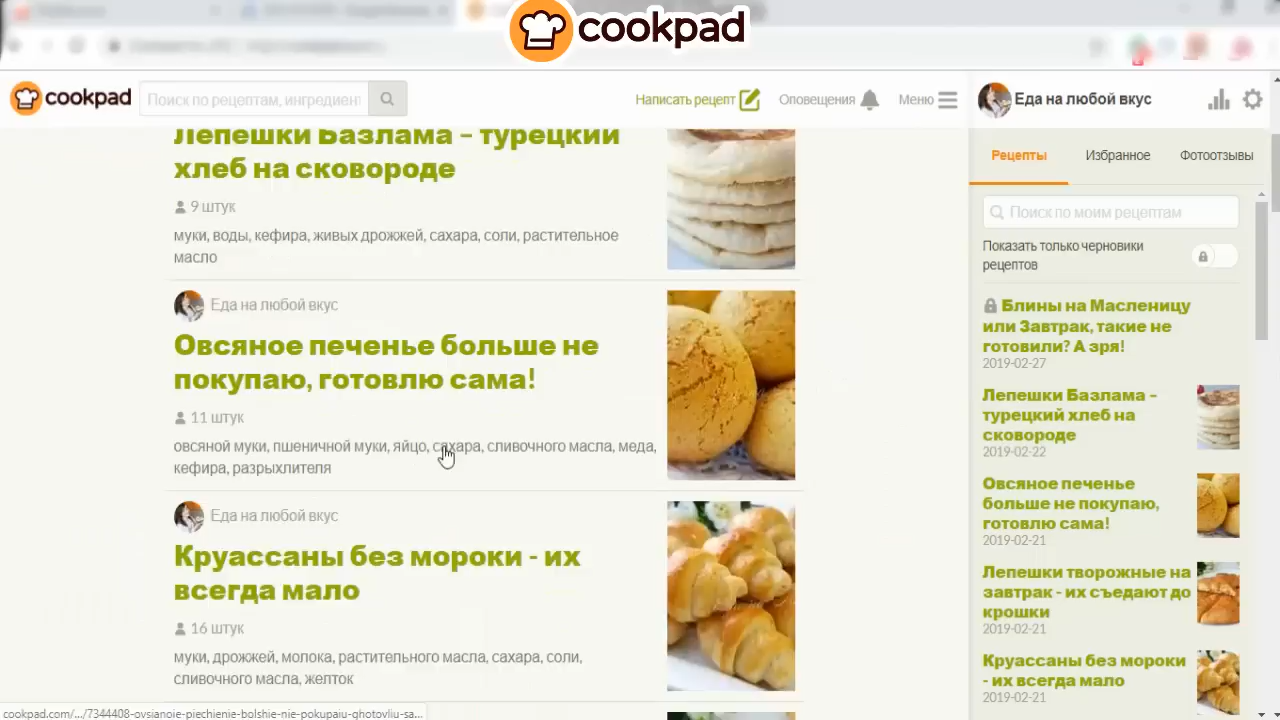 cookpad
cookpad
Поиск по рецептам, ингредиент
Написать рецепт
Оповещения
Меню
Еда на любой вкус
Лепешки Базлама – турецкий
хлеб на сковороде
9 штук
муки, воды, кефира, живых дрожжей, сахара, соли, растительное
масло
Еда на любой вкус
Овсяное печенье больше не
покупаю, готовлю сама!
11 штук
овсяной муки, пшеничной муки, яйцо, сахара, сливочного масла, меда,
кефира, разрыхлителя
Еда на любой вкус
Круассаны без мороки - их
всегда мало
16 штук
муки, дрожжей, молока, растительного масла, сахара, соли,
сливочного масла, желток
Рецепты
Избранное
Фотоотзывы
Поиск по моим рецептам
Показать только черновики
рецептов
Блины на Масленицу
или Завтрак, такие не
готовили? А зря!
2019-02-27
Лепешки Базлама –
турецкий хлеб на
сковороде
2019-02-22
Овсяное печенье
больше не покупаю,
готовлю сама!
2019-02-21
Лепешки творожные на
завтрак - их съедают до
крошки
2019-02-21
Круассаны без мороки
- их всегда мало
2019-02-21
cookpad.com/.../7344408-ovsianoie-piechienie-bolshie-nie-pokupaiu-ghotovliu-sa...